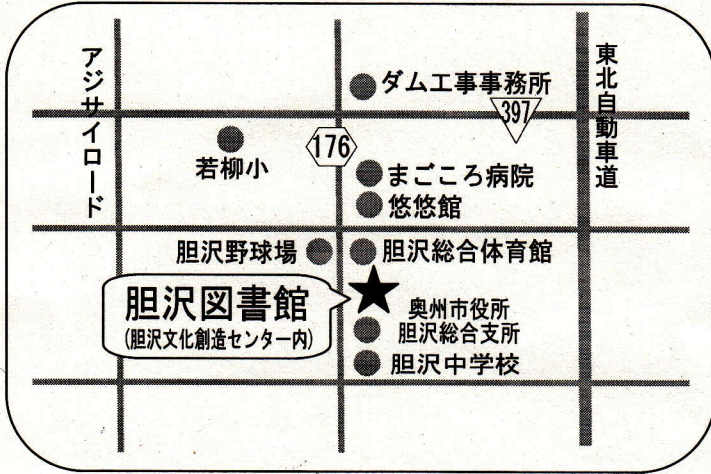 アジサイロード
ダム工事事務所
397
東北自動車道
176
若柳小
まごころ病院
悠悠館
胆沢野球場
胆沢総合体育館
胆沢図書館
(胆沢文化創造センター内)
奥州市役所
胆沢総合支所
胆沢中学校